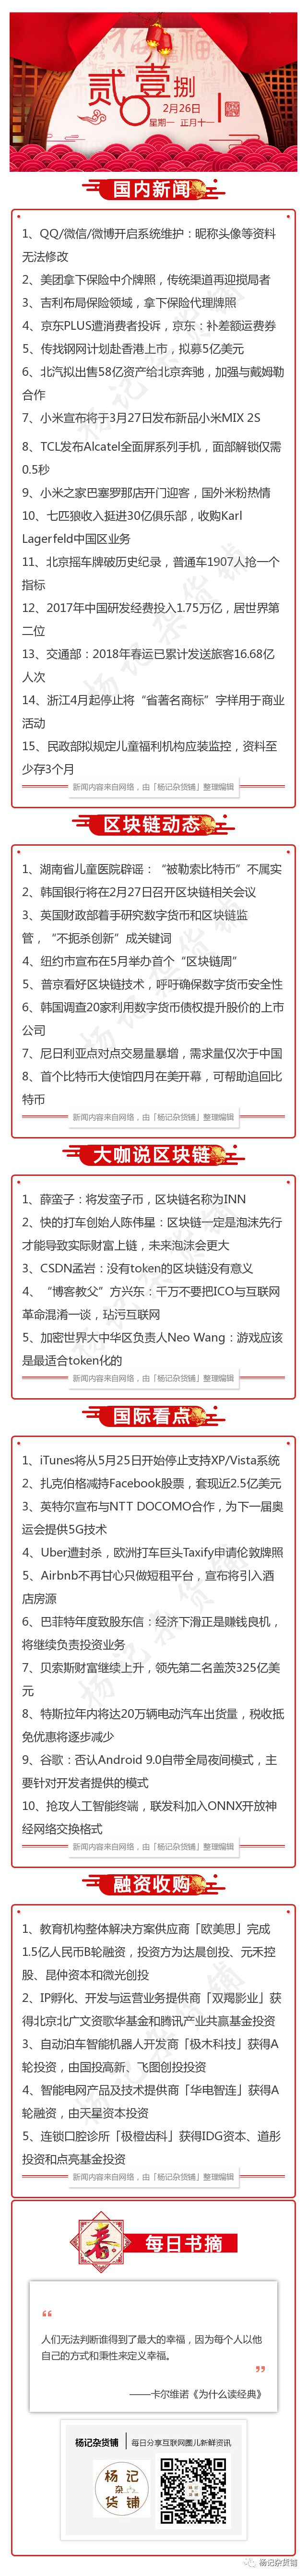 贰〇壹捌
2月26日
星期一 正月十一
国内新闻
1、QQ/微信/微博开启系统维护：昵称头像等资料
无法修改
2、美团拿下保险中介牌照，传统渠道再迎搅局者
3、吉利布局保险领域，拿下保险代理牌照
4、京东PLUS遭消费者投诉，京东：补差额运费券
5、传找钢网计划赴香港上市，拟募5亿美元
6、北汽拟出售58亿资产给北京奔驰，加强与戴姆勒
合作
7、小米宣布将于3月27日发布新品小米MIX 2S
8、TCL发布Alcatel全面屏系列手机，面部解锁仅需
0.5秒
9、小米之家巴塞罗那店开门迎客，国外米粉热情
10、七匹狼收入挺进30亿俱乐部，收购Karl
Lagerfeld中国区业务
11、北京摇车牌破历史纪录，普通车1907人抢一个
指标
12、2017年中国研发经费投入1.75万亿，居世界第
二位
13、交通部：2018年春运已累计发送旅客16.68亿
人次
14、浙江4月起停止将“省著名商标”字样用于商业
活动
15、民政部拟规定儿童福利机构应装监控，资料至
少存3个月
新闻内容来自网络，由「杨记杂货铺」整理编辑
区块链动态
1、湖南省儿童医院辟谣：“被勒索比特币”不属实
2、韩国银行将在2月27日召开区块链相关会议
3、英国财政部着手研究数字货币和区块链监
管，“不扼杀创新”成关键词
4、纽约市宣布在5月举办首个“区块链周”
5、普京看好区块链技术，呼吁确保数字货币安全性
6、韩国调查20家利用数字货币债权提升股价的上市
公司
7、尼日利亚点对点交易量暴增，需求量仅次于中国
8、首个比特币大使馆四月在美开幕，可帮助追回比
特币
新闻内容来自网络，由「杨记杂货铺」整理编辑
大咖说区块链
1、薛蛮子：将发蛮子币，区块链名称为INN
2、快的打车创始人陈伟星：区块链一定是泡沫先行
才能导致实际财富上链，未来泡沫会更大
3、CSDN孟岩：没有token的区块链没有意义
4、“博客教父”方兴东：千万不要把ICO与互联网
革命混淆一谈，玷污互联网
5、加密世界大中华区负责人Neo Wang：游戏应该
是最适合token化的
新闻内容来自网络，由「杨记杂货铺」整理编辑
国际看点
1、iTunes将从5月25日开始停止支持XP/Vista系统
2、扎克伯格减持Facebook股票，套现近2.5亿美元
3、英特尔宣布与NTT DOCOMO合作，为下一届奥
运会提供5G技术
4、Uber遭封杀，欧洲打车巨头Taxify申请伦敦牌照
5、Airbnb不再甘心只做短租平台，宣布将引入酒
店房源
6、巴菲特年度致股东信：经济下滑正是赚钱良机，
将继续负责投资业务
7、贝索斯财富继续上升，领先第二名盖茨325亿美
元
8、特斯拉年内将达20万辆电动汽车出货量，税收抵
免优惠将逐步减少
9、谷歌：否认Android 9.0自带全局夜间模式，主
要针对开发者提供的模式
10、抢攻人工智能终端，联发科加入ONNX开放神
经网络交换格式
新闻内容来自网络，由「杨记杂货铺」整理编辑
融资收购
1、教育机构整体解决方案供应商「欧美思」完成
1.5亿人民币B轮融资，投资方为达晨创投、元禾控
股、昆仲资本和微光创投
2、IP孵化、开发与运营业务提供商「双羯影业」获
得北京北广文资歌华基金和腾讯产业共赢基金投资
3、自动泊车智能机器人开发商「极木科技」获得A
轮投资，由国投高新、飞图创投投资
4、智能电网产品及技术提供商「华电智连」获得A
轮融资，由天星资本投资
5、连锁口腔诊所「极橙齿科」获得IDG资本、道彤
投资和点亮基金投资
新闻内容来自网络，由「杨记杂货铺」整理编辑
春
每日书摘
“
人们无法判断谁得到了最大的幸福，因为每个人以他
自己的方式和秉性来定义幸福。
”
——卡尔维诺《为什么读经典》
杨记杂货铺 每日分享互联网圈儿新鲜资讯
杨记
杂
货铺
杨记杂货铺